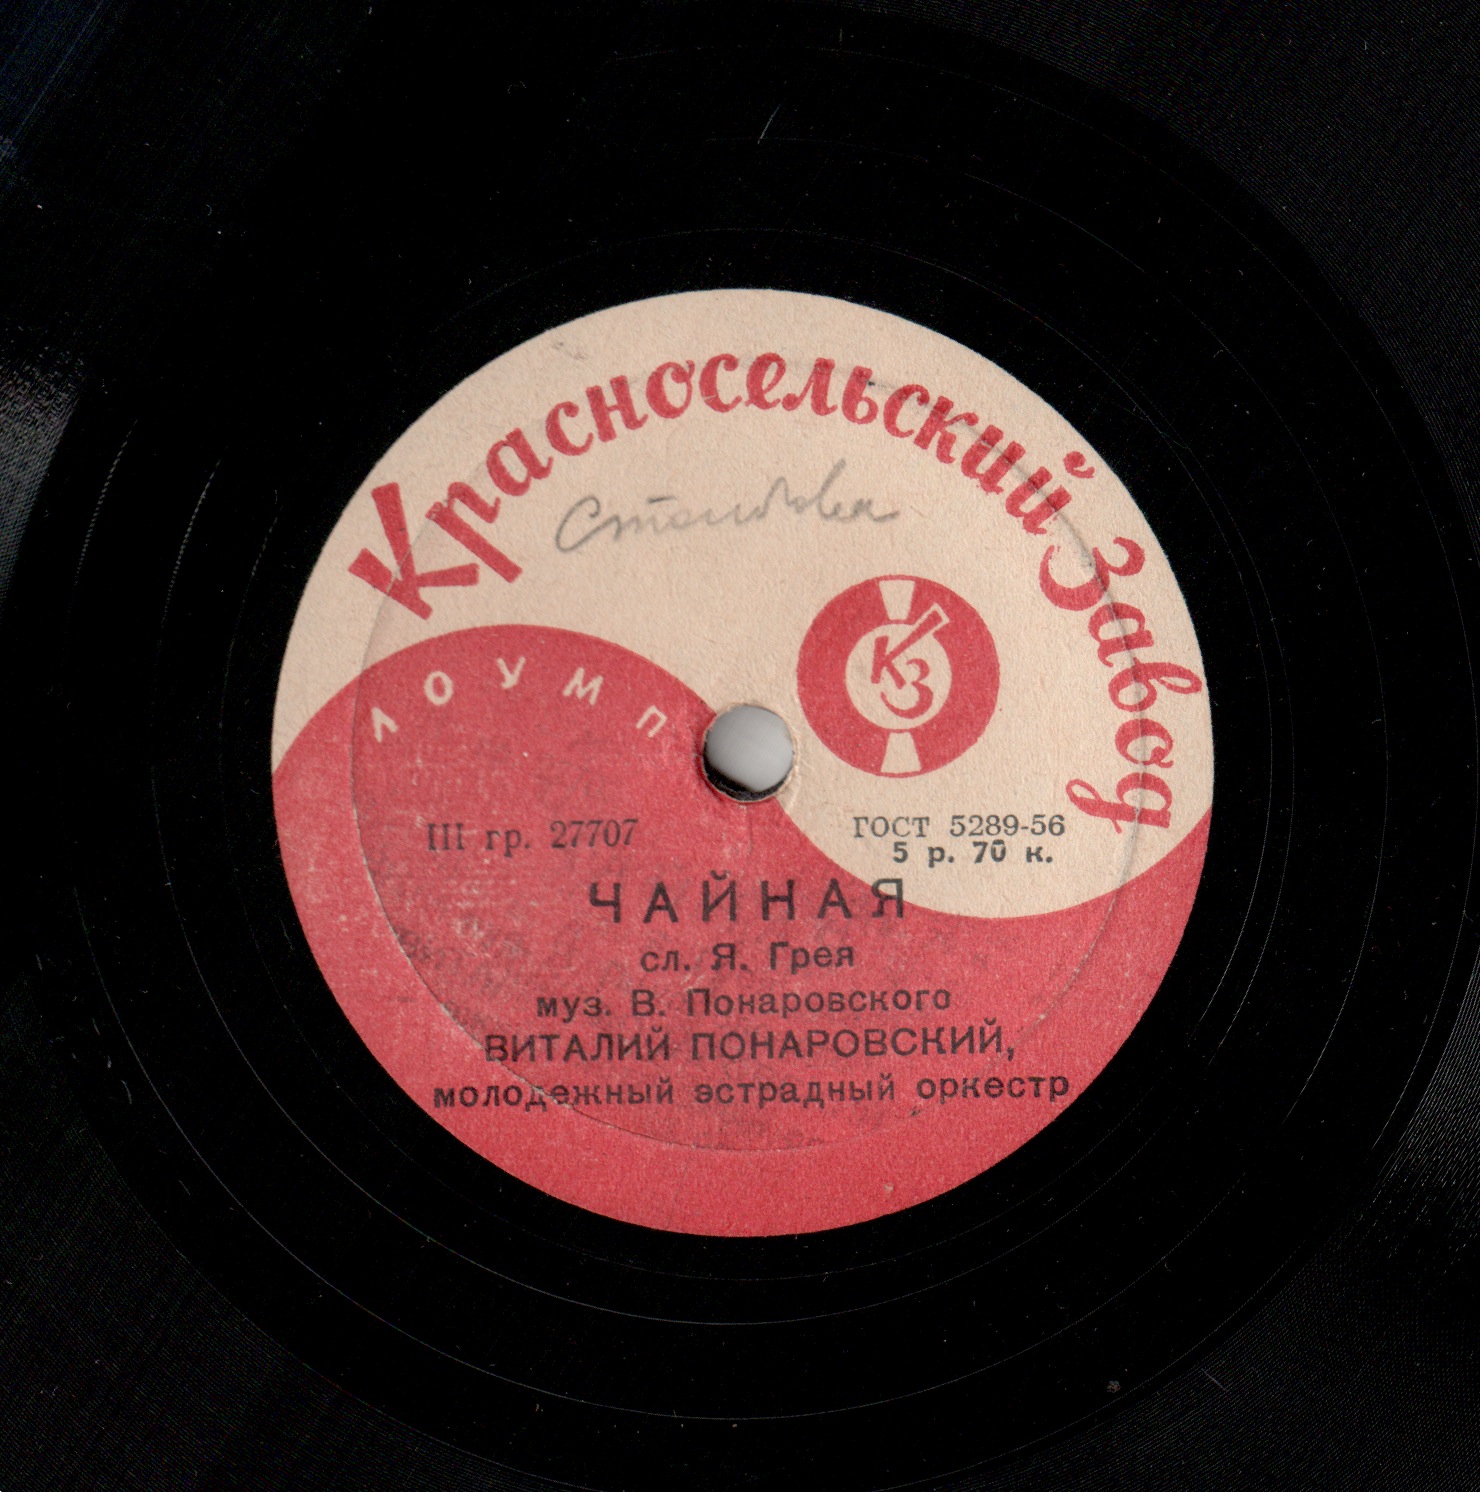 Красносельский Завод
Столовая
КЗ
ЛОУМП
III гр. 27707
ГОСТ 5289-56
5 р. 70 к.
ЧАЙНАЯ
сл. Я. Грея
муз. В. Понаровского
ВИТАЛИЙ ПОНАРОВСКИЙ,
молодежный эстрадный оркестр